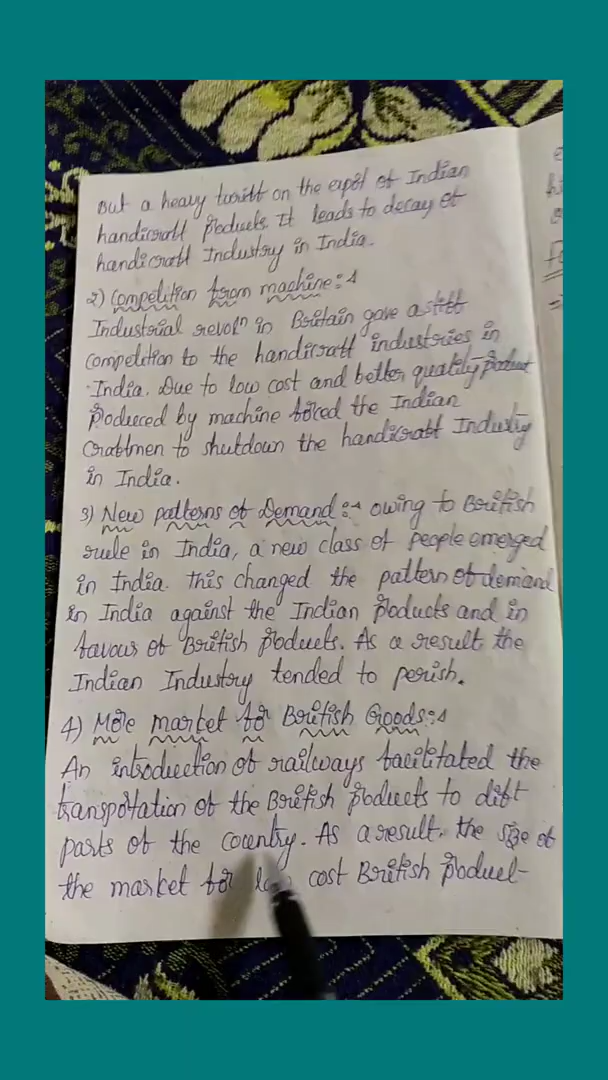 But a heavy tariff on the export of Indian
handicraft Products. It leads to decay of
handicraft Industry in India.
2) Competition from machine:-
Industrial revolⁿ in Britain gave a stiff
competition to the handicraft industries in
India. Due to low cost and better quality product
Produced by machine forced the Indian
craftmen to shutdown the handicraft Industry
in India.
3) New patterns of Demand:- owing to British
rule in India, a new class of people emerged
in India. This changed the pattern of demand
in India against the Indian Products and in
favour of British Products. As a result, the
Indian Industry tended to perish.
4) More market for British Goods:-
An introduction of railways facilitated the
transportation of the British Products to difft
parts of the country. As a result, the size of
the market for low cost British Product-